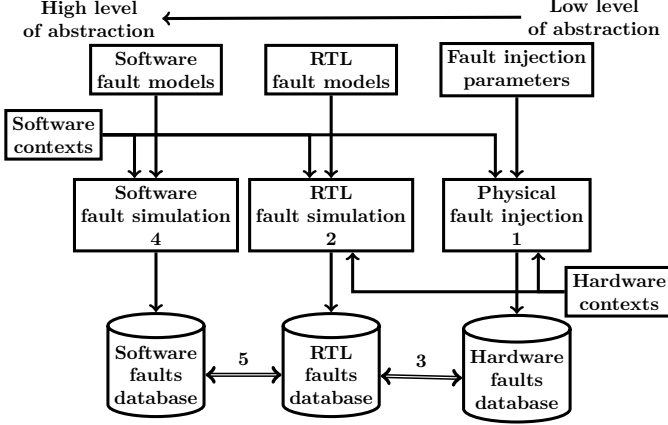 High level
of abstraction
Low level
of abstraction
Software
fault models
RTL
fault models
Fault injection
parameters
Software
contexts
Software
fault simulation
4
RTL
fault simulation
2
Physical
fault injection
1
Hardware
contexts
Software
faults
database
5
RTL
faults
database
3
Hardware
faults
database